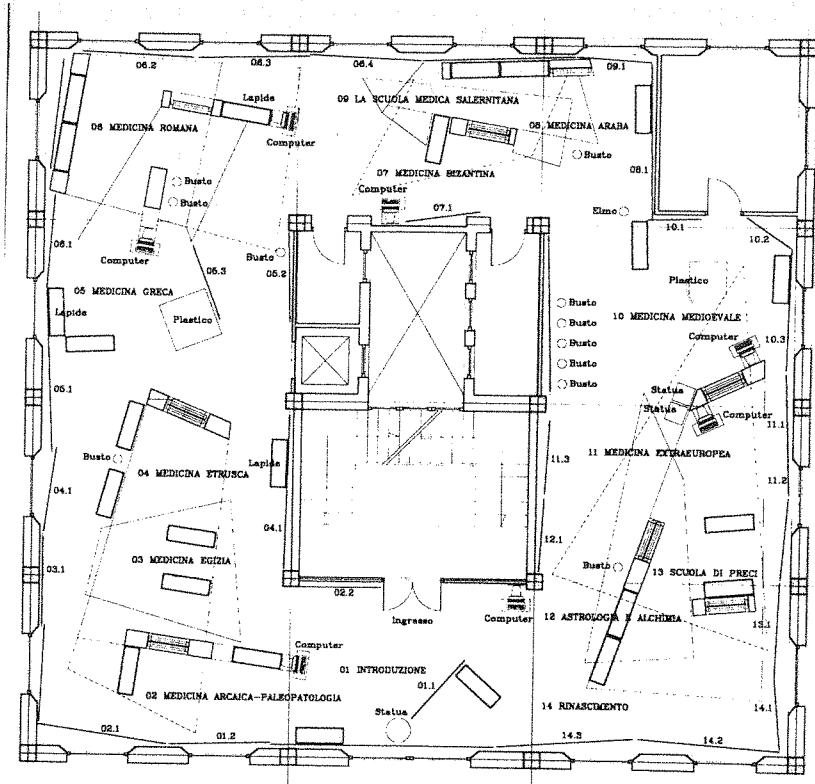 06.2
06.3
06.4
09.1
Lapide
09 LA SCUOLA MEDICA SALERNITANA
06 MEDICINA ROMANA
Computer
08 MEDICINA ARABA
Busto
07 MEDICINA BIZANTINA
08.1
Busto
Busto
Computer
07.1
Elmo
10.1
10.2
06.1
Computer
05.3
Busto
05.2
05 MEDICINA GRECA
Plastico
Lapide
Plastico
Busto
Busto
Busto
Busto
Busto
10 MEDICINA MEDIOEVALE
Computer
10.3
05.1
Statua
Statua
Computer
11.1
Busto
04 MEDICINA ETRUSCA
Lapide
11.3
11 MEDICINA EXTRAEUROPEA
11.2
04.1
04.1
12.1
03.1
03 MEDICINA EGIZIA
02.2
Busto
13 SCUOLA DI PRECI
Ingresso
Computer
12 ASTROLOGIA E ALCHIMIA
13.1
Computer
01 INTRODUZIONE
01.1
02 MEDICINA ARCAICA-PALEOPATOLOGIA
Statua
14 RINASCIMENTO
14.1
02.1
01.2
14.3
14.2